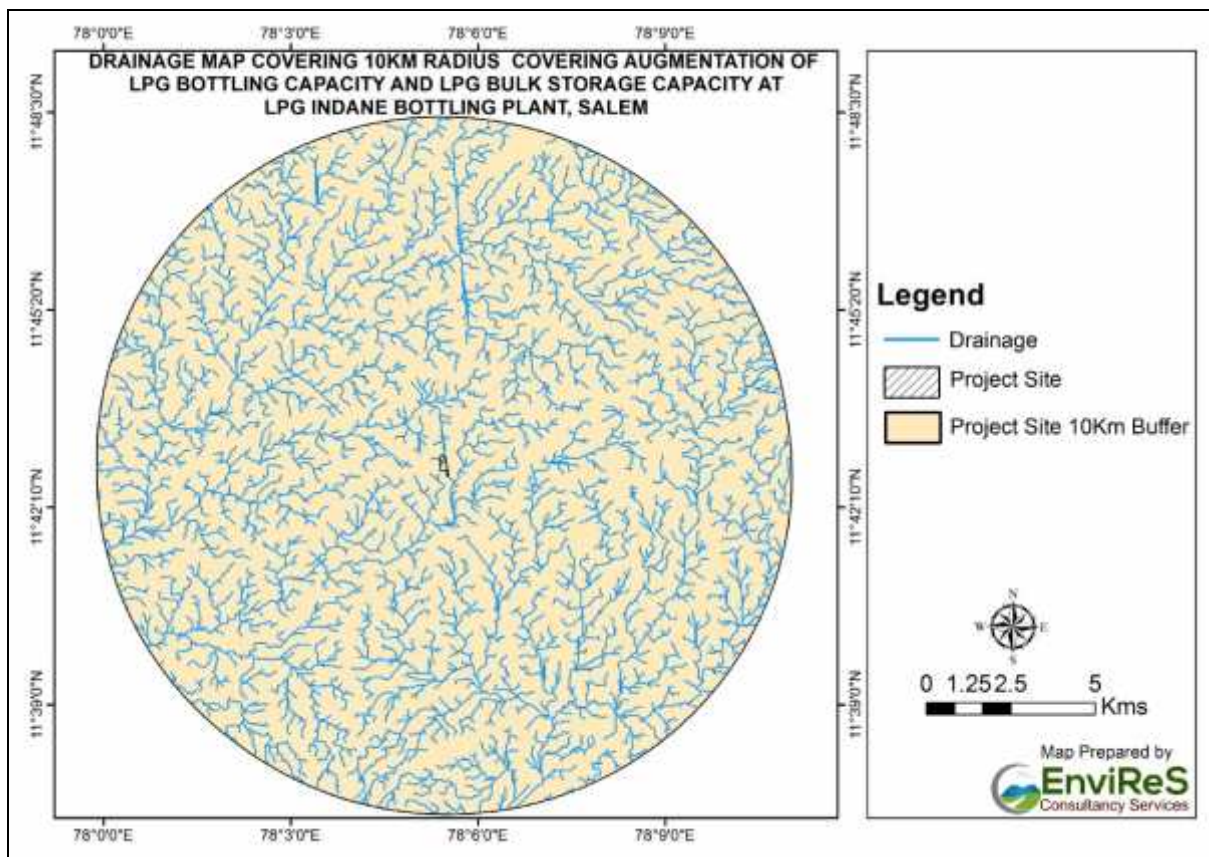 78°0'0"E 78°3'0"E 78°6'0"E 78°9'0"E
DRAINAGE MAP COVERING 10KM RADIUS COVERING AUGMENTATION OF
LPG BOTTLING CAPACITY AND LPG BULK STORAGE CAPACITY AT
LPG INDANE BOTTLING PLANT, SALEM
11°48'30"N
11°45'20"N
11°42'10"N
11°39'0"N
11°48'30"N
11°45'20"N
11°42'10"N
11°39'0"N
78°0'0"E 78°3'0"E 78°6'0"E 78°9'0"E
Legend
Drainage
Project Site
Project Site 10Km Buffer
N
W E
S
0 1.25 2.5 5
Kms
Map Prepared by
EnviReS
Consultancy Services